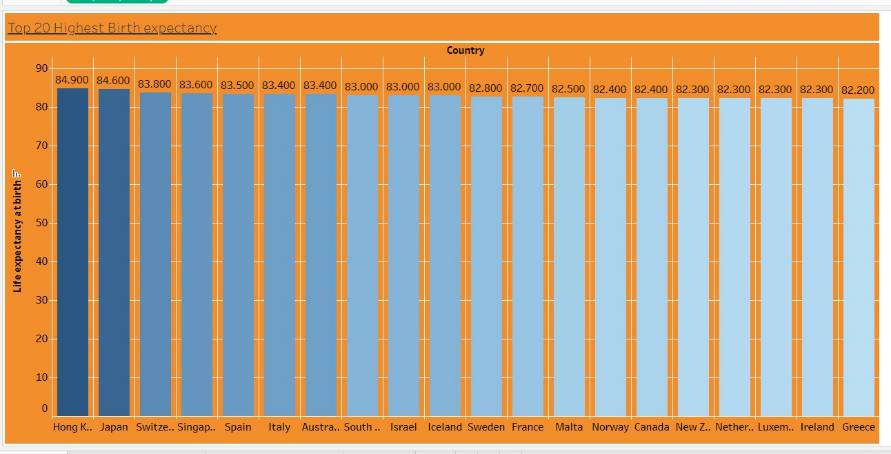 Top 20 Highest Birth expectancy
Country
Life expectancy at birth
90
80
70
60
50
40
30
20
10
0
84.900 84.600 83.800 83.600 83.500 83.400 83.400 83.000 83.000 83.000 82.800 82.700 82.500 82.400 82.400 82.300 82.300 82.300 82.300 82.200
Hong K.. Japan Switze.. Singap.. Spain Italy Austra.. South .. Israel Iceland Sweden France Malta Norway Canada New Z.. Nether.. Luxem.. Ireland Greece